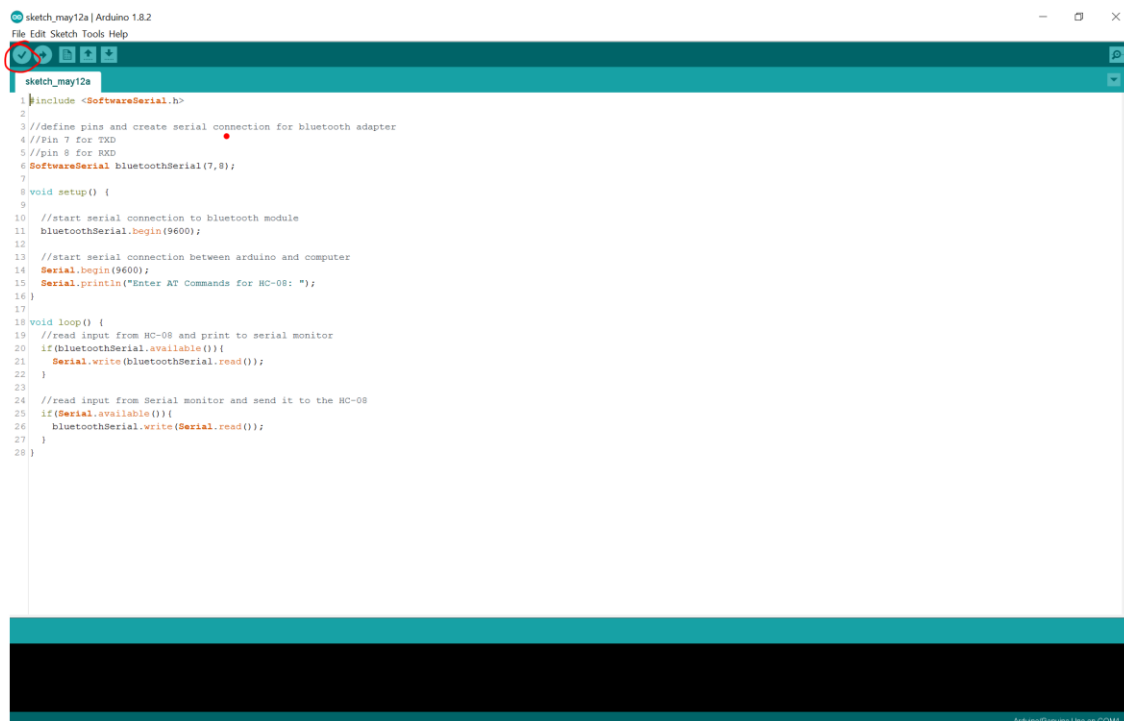 sketch_may12a | Arduino 1.8.2
File Edit Sketch Tools Help
sketch_may12a
1 #include <SoftwareSerial.h>
2
3 //define pins and create serial connection for bluetooth adapter
4 //Pin 7 for TXD
5 //pin 8 for RXD
6 SoftwareSerial bluetoothSerial(7,8);
7
8 void setup() {
9
10 //start serial connection to bluetooth module
11 bluetoothSerial.begin(9600);
12
13 //start serial connection between arduino and computer
14 Serial.begin(9600);
15 Serial.println("Enter AT Commands for HC-08: ");
16 }
17
18 void loop() {
19 //read input from HC-08 and print to serial monitor
20 if(bluetoothSerial.available()){
21 Serial.write(bluetoothSerial.read());
22 }
23
24 //read input from Serial monitor and send it to the HC-08
25 if(Serial.available()){
26 bluetoothSerial.write(Serial.read());
27 }
28 }
Arduino/Genuino Uno on COM4